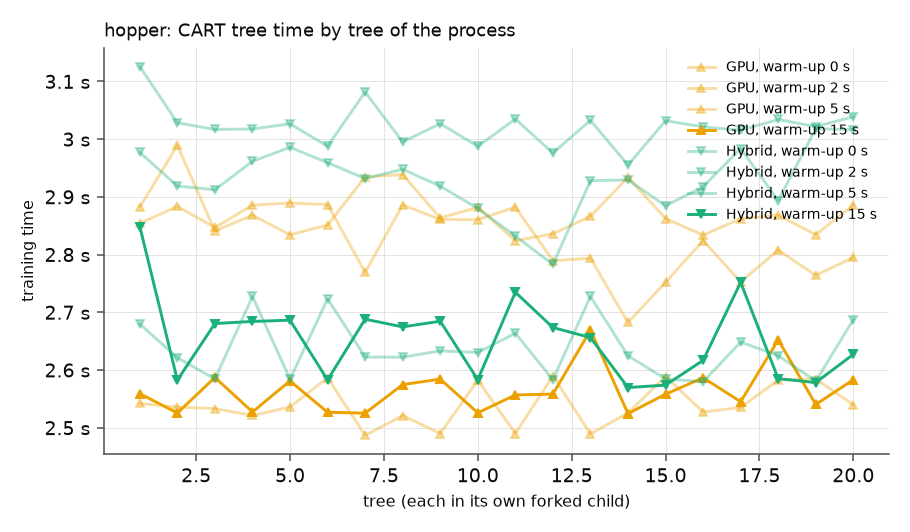 hopper: CART tree time by tree of the process
training time
3.1 s
3 s
2.9 s
2.8 s
2.7 s
2.6 s
2.5 s
GPU, warm-up 0 s
GPU, warm-up 2 s
GPU, warm-up 5 s
GPU, warm-up 15 s
Hybrid, warm-up 0 s
Hybrid, warm-up 2 s
Hybrid, warm-up 5 s
Hybrid, warm-up 15 s
2.5 5.0 7.5 10.0 12.5 15.0 17.5 20.0
tree (each in its own forked child)